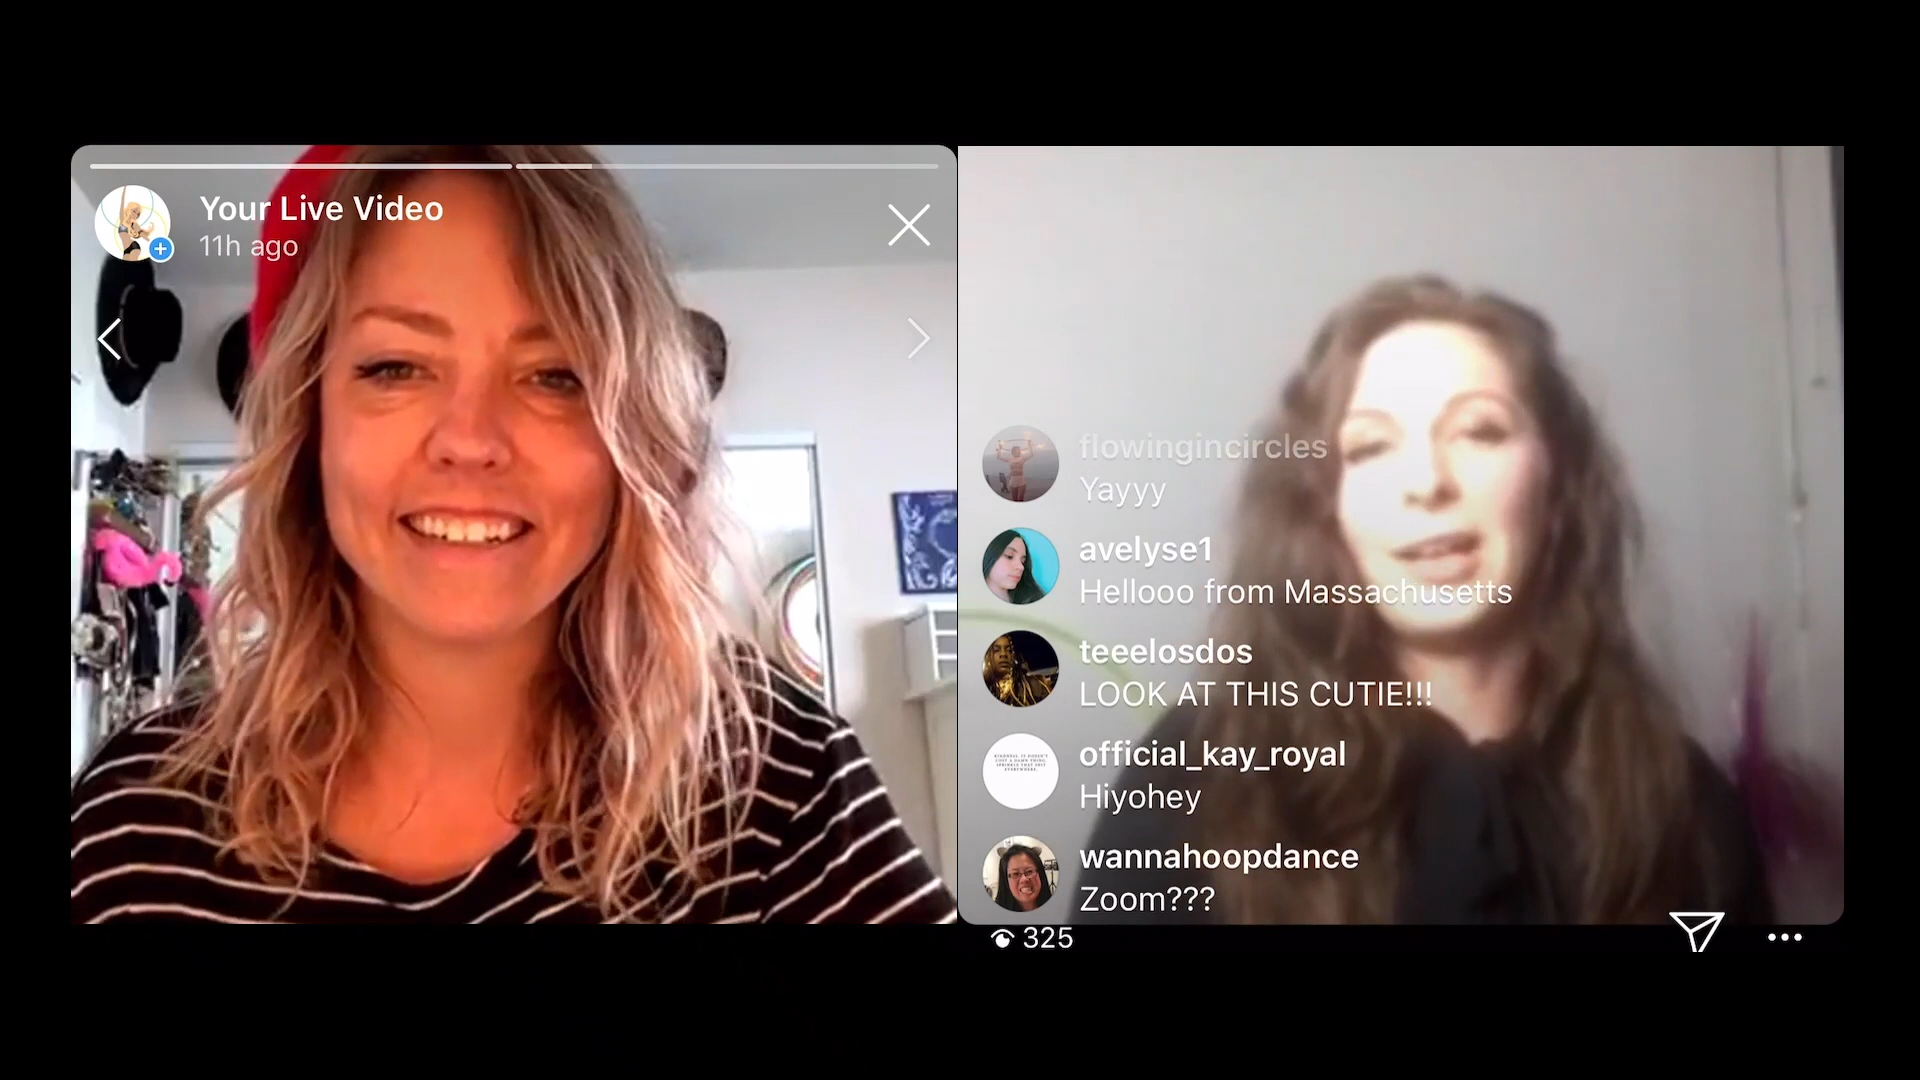 Your Live Video
11h ago
flowingincircles
Yayyy
avelyse1
Hellooo from Massachusetts
teeelosdos
LOOK AT THIS CUTIE!!!
official_kay_royal
Hiyohey
wannahoopdance
Zoom???
325